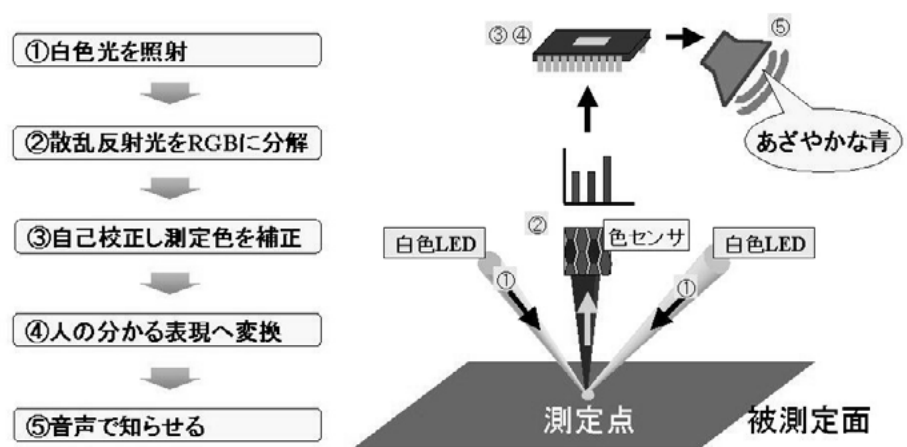 ①白色光を照射
②散乱反射光をRGBに分解
③自己校正し測定色を補正
④人の分かる表現へ変換
⑤音声で知らせる
③④
⑤
あざやかな青
②
色センサ
白色LED
白色LED
①
①
測定点
被測定面